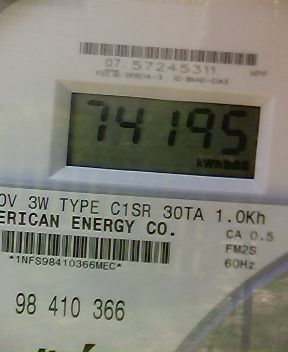 07 57245311
74195
kWh
0V 3W TYPE C1SR 30TA 1.0Kh
ERICAN ENERGY CO.
CA 0.5
FM2S
*1NFS98410366MEC*
60Hz
98 410 366